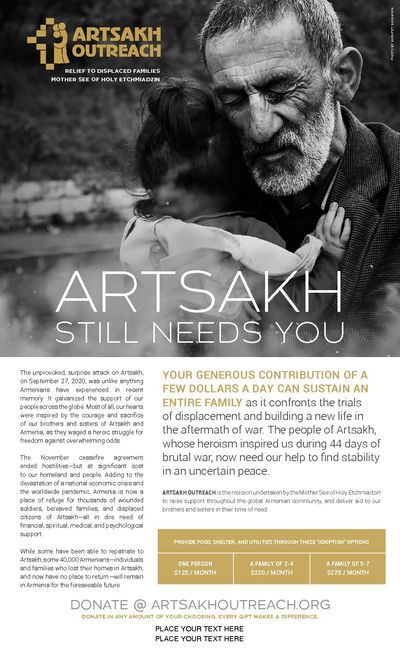 ARTSAKH
OUTREACH
RELIEF TO DISPLACED FAMILIES
MOTHER SEE OF HOLY ETCHMIADZIN
ARTSAKH
STILL NEEDS YOU
The unprovoked, surprise attack on Artsakh,
on September 27, 2020, was unlike anything
Armenians have experienced in recent
memory. It galvanized the support of our
people across the globe. Most of all, our hearts
were inspired by the courage and sacrifice
of our brothers and sisters of Artsakh and
Armenia, as they waged a heroic struggle for
freedom against overwhelming odds.
The November ceasefire agreement
ended hostilities—but at significant cost
to our homeland and people. Adding to the
devastation of a national economic crisis and
the worldwide pandemic, Armenia is now a
place of refuge for thousands of wounded
soldiers, bereaved families, and displaced
citizens of Artsakh—all in dire need of
financial, spiritual, medical, and psychological
support.
While some have been able to repatriate to
Artsakh, some 40,000 Armenians—individuals
and families who lost their homes in Artsakh,
and now have no place to return—will remain
in Armenia for the foreseeable future.
YOUR GENEROUS CONTRIBUTION OF A
FEW DOLLARS A DAY CAN SUSTAIN AN
ENTIRE FAMILY as it confronts the trials
of displacement and building a new life in
the aftermath of war. The people of Artsakh,
whose heroism inspired us during 44 days of
brutal war, now need our help to find stability
in an uncertain peace.
ARTSAKH OUTREACH is the mission undertaken by the Mother See of Holy Etchmiadzin
to raise support throughout the global Armenian community, and deliver aid to our
brothers and sisters in their time of need.
PROVIDE FOOD, SHELTER, AND UTILITIES THROUGH THESE "ADOPTION" OPTIONS
ONE PERSON
$125 / MONTH
A FAMILY OF 2-4
$220 / MONTH
A FAMILY OF 5-7
$275 / MONTH
DONATE @ ARTSAKHOUTREACH.ORG
DONATE IN ANY AMOUNT OF YOUR CHOOSING. EVERY GIFT MAKES A DIFFERENCE.
PLACE YOUR TEXT HERE
PLACE YOUR TEXT HERE